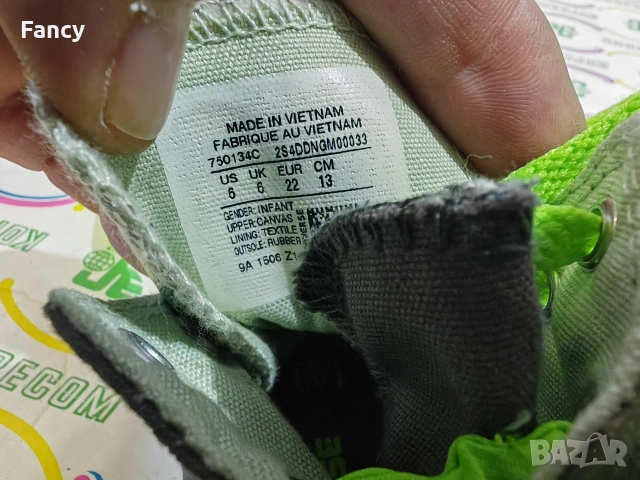 Fancy
MADE IN VIETNAM
FABRIQUE AU VIETNAM
750134C 2S4DDNGM00033
US UK EUR CM
6 6 22 13
GENDER: INFANT
UPPER: CANVAS
LINING: TEXTILE
OUTSOLE: RUBBER
9A 1506 Z1
DECOM
BAZAR